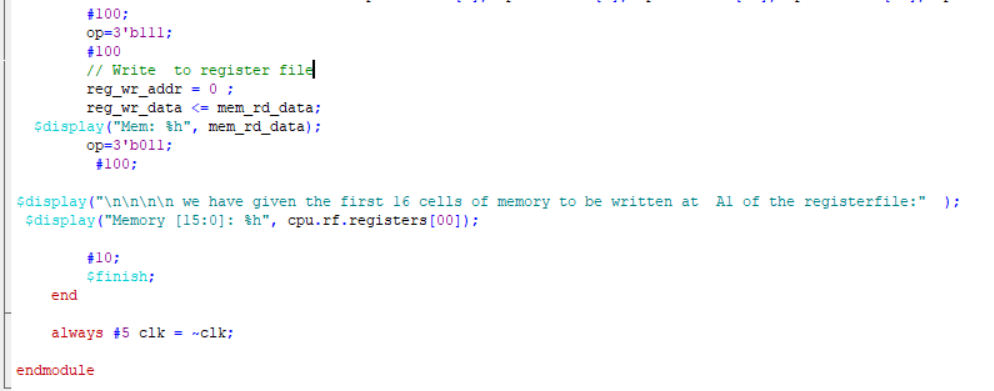 #100;
op=3'b111;
#100
// Write  to register file
reg_wr_addr = 0 ;
reg_wr_data <= mem_rd_data;
$display("Mem: %h", mem_rd_data);
op=3'b011;
#100;
$display("\n\n\n\n we have given the first 16 cells of memory to be written at  A1 of the registerfile:"  );
$display("Memory [15:0]: %h", cpu.rf.registers[00]);
#10;
$finish;
end
always #5 clk = ~clk;
endmodule